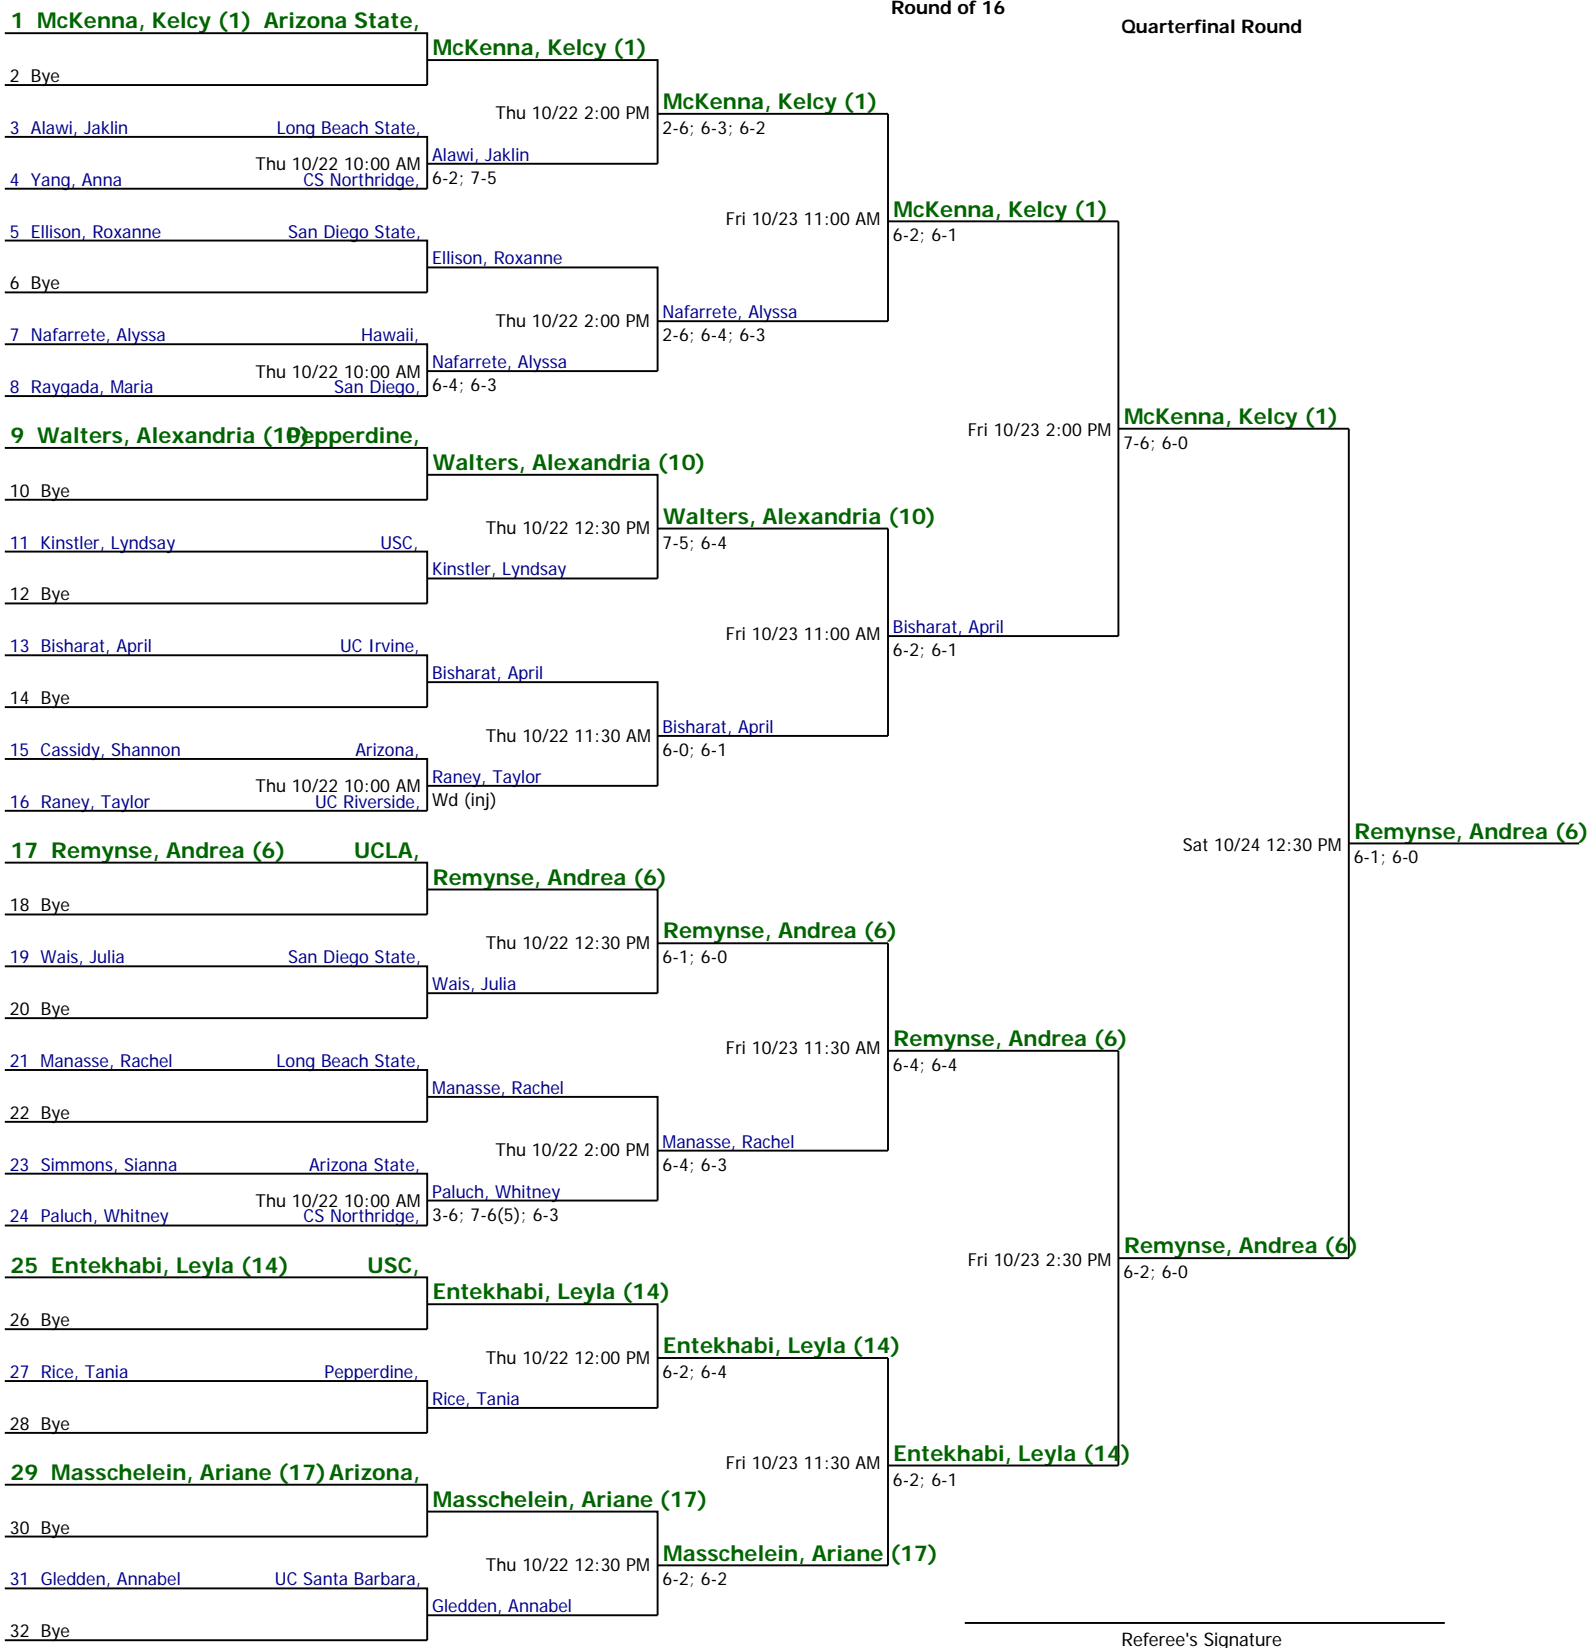 Round of 16
Quarterfinal Round
1 McKenna, Kelcy (1) Arizona State,
McKenna, Kelcy (1)
2 Bye
Thu 10/22 2:00 PM
McKenna, Kelcy (1)
2-6; 6-3; 6-2
3 Alawi, Jaklin Long Beach State,
Thu 10/22 10:00 AM
Alawi, Jaklin
4 Yang, Anna CS Northridge,
6-2; 7-5
Fri 10/23 11:00 AM
McKenna, Kelcy (1)
6-2; 6-1
5 Ellison, Roxanne San Diego State,
Ellison, Roxanne
6 Bye
Thu 10/22 2:00 PM
Nafarrete, Alyssa
2-6; 6-4; 6-3
7 Nafarrete, Alyssa Hawaii,
Thu 10/22 10:00 AM
Nafarrete, Alyssa
8 Raygada, Maria San Diego,
6-4; 6-3
Fri 10/23 2:00 PM
McKenna, Kelcy (1)
7-6; 6-0
9 Walters, Alexandria (10) Pepperdine,
Walters, Alexandria (10)
10 Bye
Thu 10/22 12:30 PM
Walters, Alexandria (10)
7-5; 6-4
11 Kinstler, Lyndsay USC,
Kinstler, Lyndsay
12 Bye
Fri 10/23 11:00 AM
Bisharat, April
6-2; 6-1
13 Bisharat, April UC Irvine,
Bisharat, April
14 Bye
Thu 10/22 11:30 AM
Bisharat, April
6-0; 6-1
15 Cassidy, Shannon Arizona,
Thu 10/22 10:00 AM
Raney, Taylor
16 Raney, Taylor UC Riverside,
Wd (inj)
Sat 10/24 12:30 PM
Remynse, Andrea (6)
6-1; 6-0
17 Remynse, Andrea (6) UCLA,
Remynse, Andrea (6)
18 Bye
Thu 10/22 12:30 PM
Remynse, Andrea (6)
6-1; 6-0
19 Wais, Julia San Diego State,
Wais, Julia
20 Bye
Fri 10/23 11:30 AM
Remynse, Andrea (6)
6-4; 6-4
21 Manasse, Rachel Long Beach State,
Manasse, Rachel
22 Bye
Thu 10/22 2:00 PM
Manasse, Rachel
6-4; 6-3
23 Simmons, Sianna Arizona State,
Thu 10/22 10:00 AM
Paluch, Whitney
24 Paluch, Whitney CS Northridge,
3-6; 7-6(5); 6-3
Fri 10/23 2:30 PM
Remynse, Andrea (6)
6-2; 6-0
25 Entekhabi, Leyla (14) USC,
Entekhabi, Leyla (14)
26 Bye
Thu 10/22 12:00 PM
Entekhabi, Leyla (14)
6-2; 6-4
27 Rice, Tania Pepperdine,
Rice, Tania
28 Bye
Fri 10/23 11:30 AM
Entekhabi, Leyla (14)
6-2; 6-1
29 Masschelein, Ariane (17) Arizona,
Masschelein, Ariane (17)
30 Bye
Thu 10/22 12:30 PM
Masschelein, Ariane (17)
6-2; 6-2
31 Gledden, Annabel UC Santa Barbara,
Gledden, Annabel
32 Bye
Referee's Signature